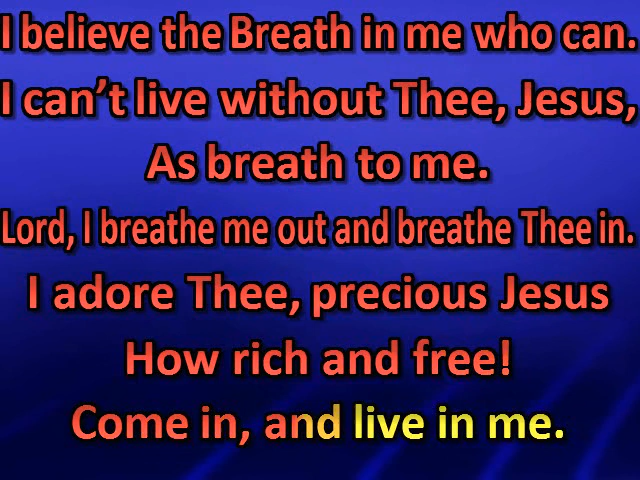 I believe the Breath in me who can.
I can't live without Thee, Jesus,
As breath to me.
Lord, I breathe me out and breathe Thee in.
I adore Thee, precious Jesus
How rich and free!
Come in, and live in me.